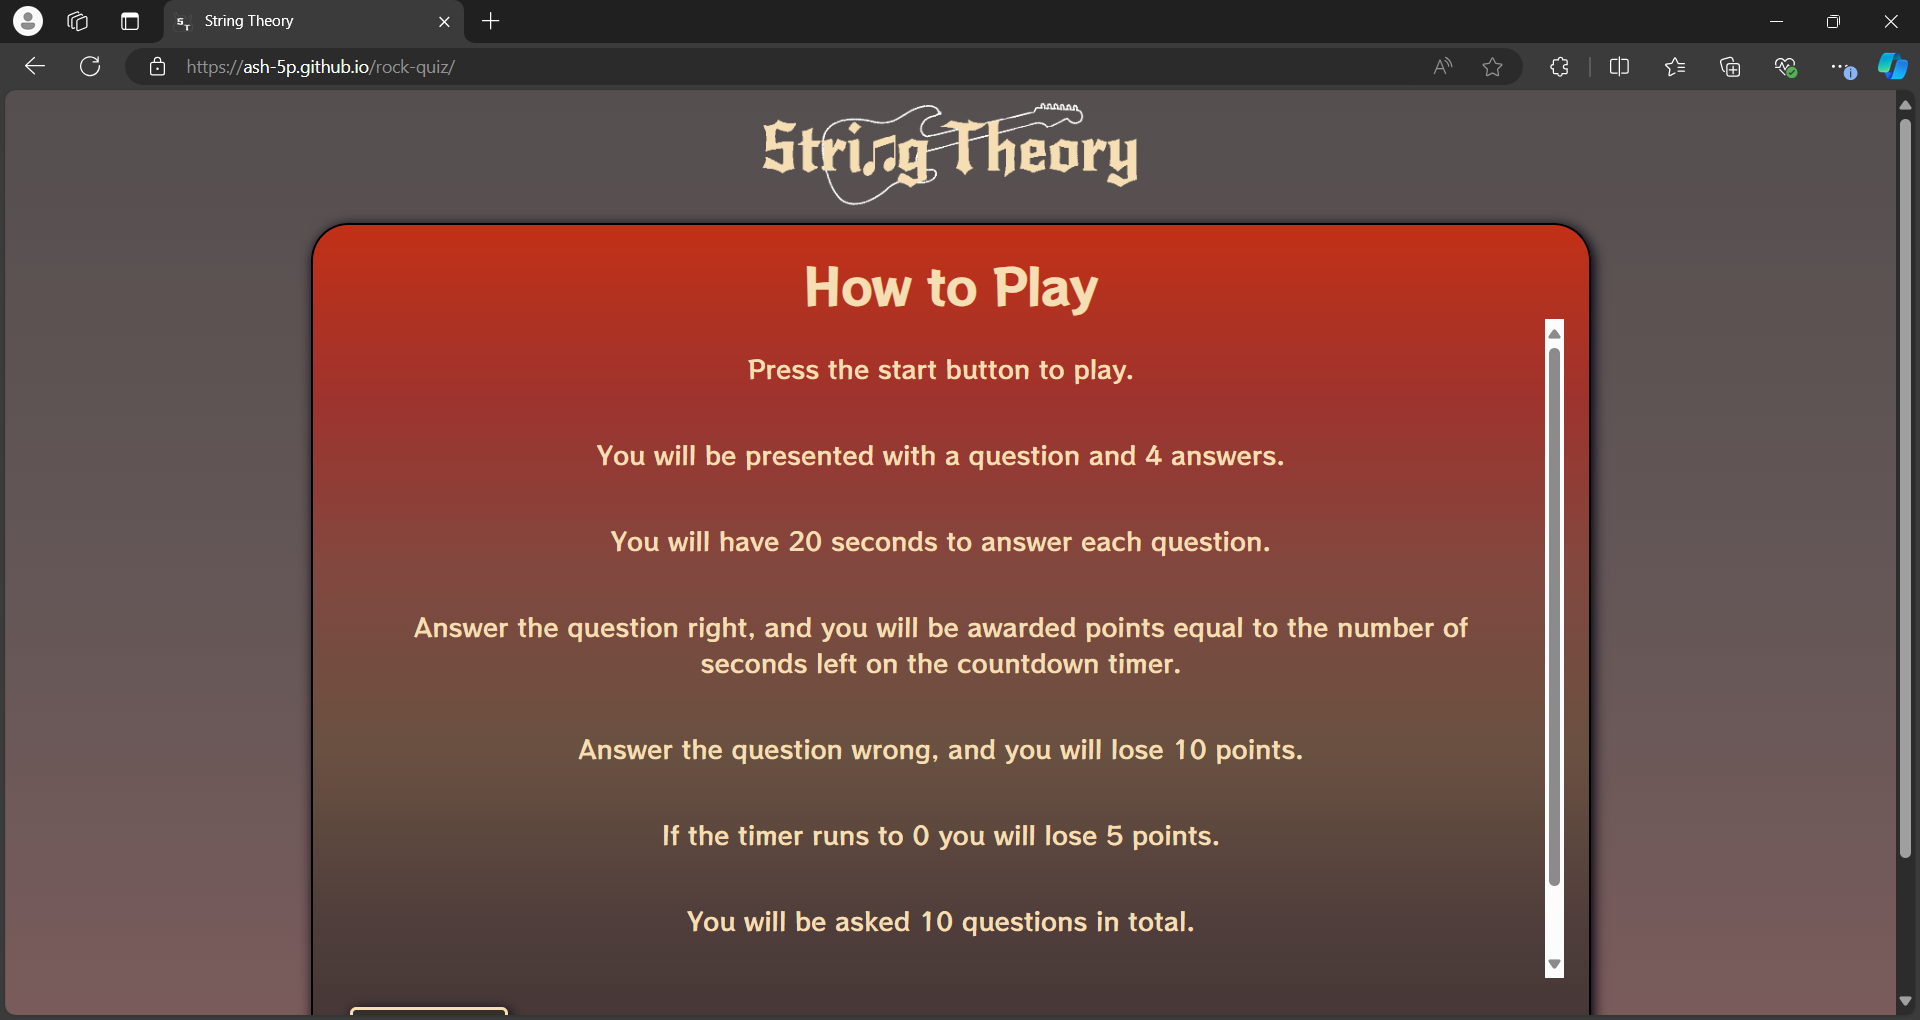 String Theory
https://ash-5p.github.io/rock-quiz/
String Theory
How to Play
Press the start button to play.
You will be presented with a question and 4 answers.
You will have 20 seconds to answer each question.
Answer the question right, and you will be awarded points equal to the number of
seconds left on the countdown timer.
Answer the question wrong, and you will lose 10 points.
If the timer runs to 0 you will lose 5 points.
You will be asked 10 questions in total.